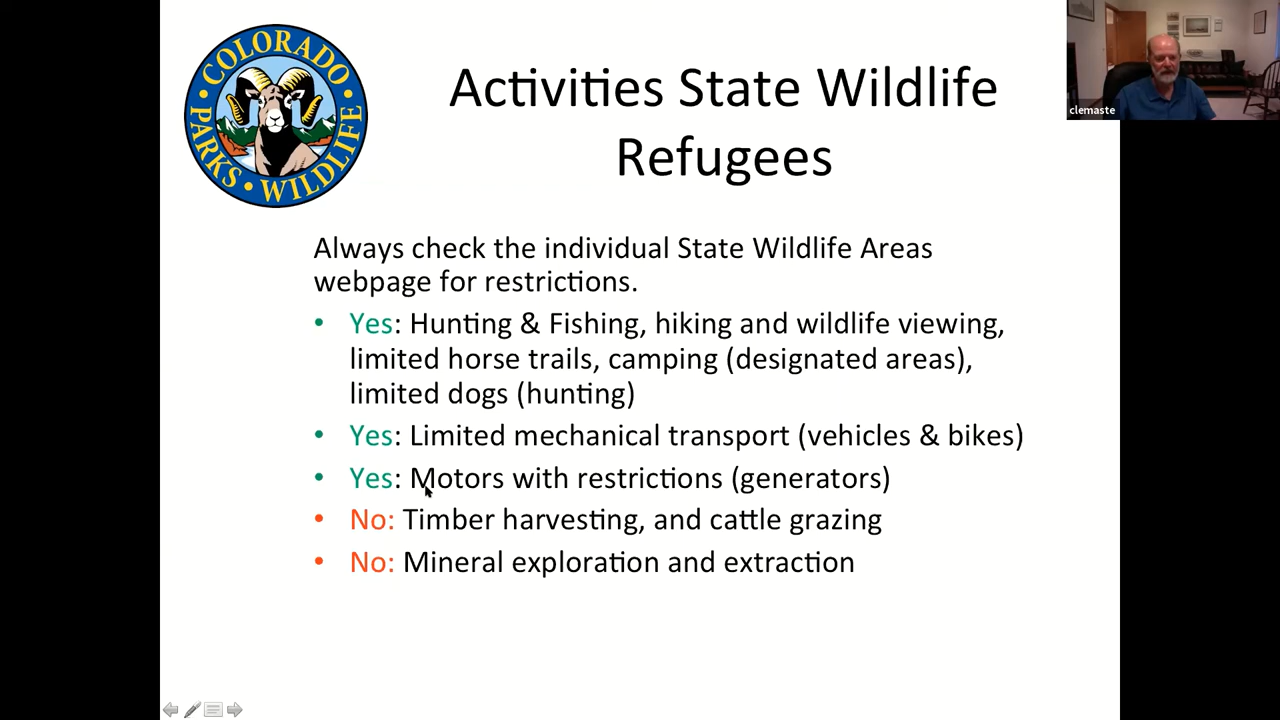 COLORADO
PARKS • WILDLIFE
clemaste
Activities State Wildlife
Refugees
Always check the individual State Wildlife Areas
webpage for restrictions.
• Yes: Hunting & Fishing, hiking and wildlife viewing,
limited horse trails, camping (designated areas),
limited dogs (hunting)
• Yes: Limited mechanical transport (vehicles & bikes)
• Yes: Motors with restrictions (generators)
• No: Timber harvesting, and cattle grazing
• No: Mineral exploration and extraction